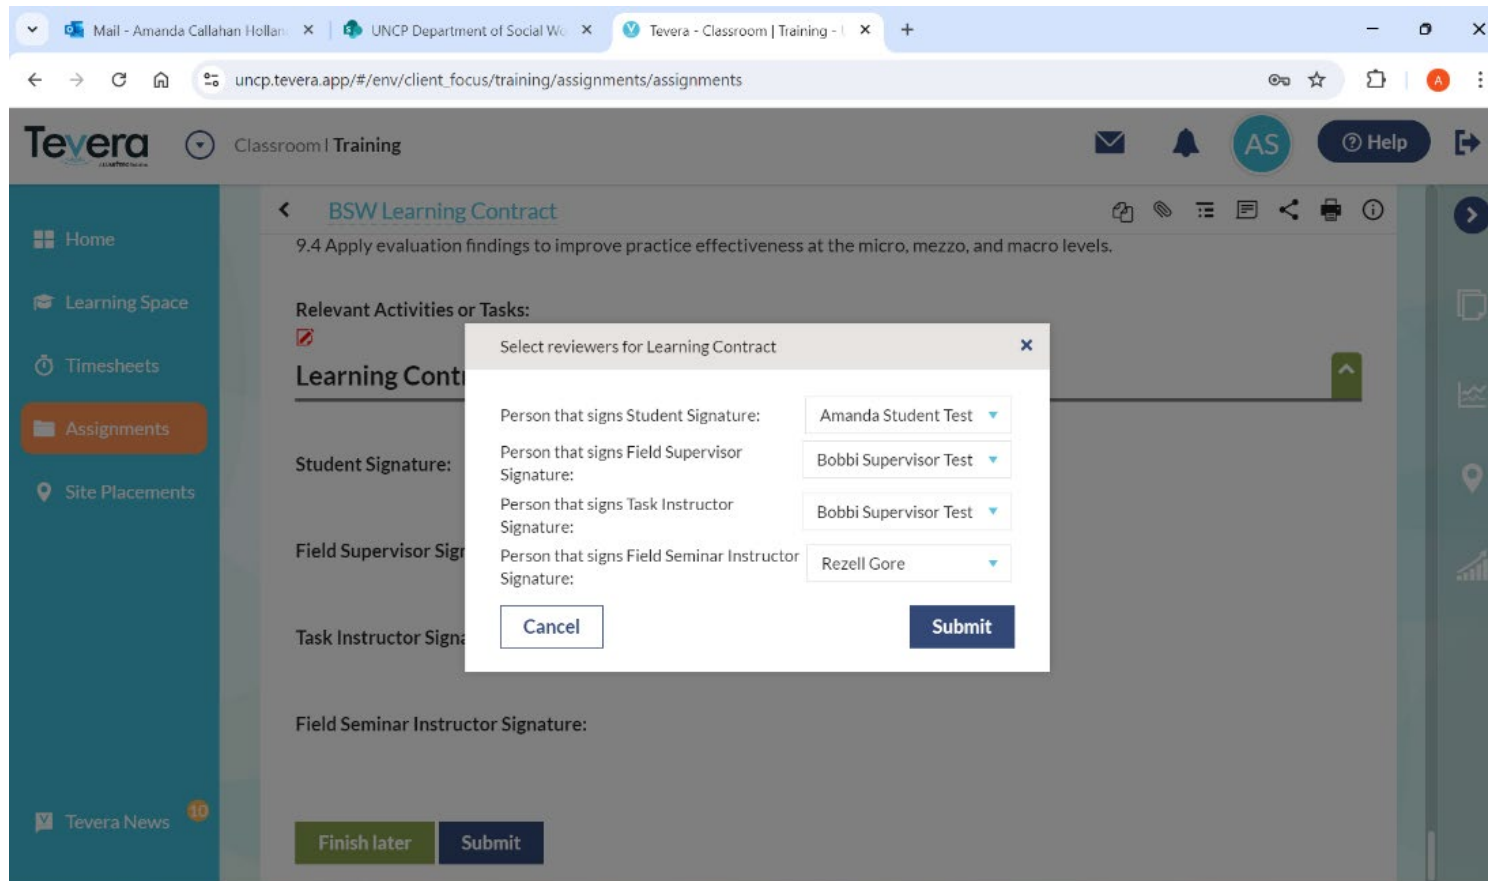 Mail - Amanda Callahan Hollan
UNCP Department of Social Wo
Tevera - Classroom | Training - U
uncp.tevera.app/#/env/client_focus/training/assignments/assignments
A
Tevera
Classroom | Training
AS
Help
BSW Learning Contract
Home
9.4 Apply evaluation findings to improve practice effectiveness at the micro, mezzo, and macro levels.
Learning Space
Relevant Activities or Tasks:
Select reviewers for Learning Contract
Timesheets
Learning Contr
Person that signs Student Signature:
Amanda Student Test
Assignments
Person that signs Field Supervisor
Signature:
Bobbi Supervisor Test
Student Signature:
Site Placements
Person that signs Task Instructor
Signature:
Bobbi Supervisor Test
Field Supervisor Sign
Person that signs Field Seminar Instructor
Signature:
Rezell Gore
Cancel
Submit
Task Instructor Signa
Field Seminar Instructor Signature:
Tevera News
10
Finish later
Submit